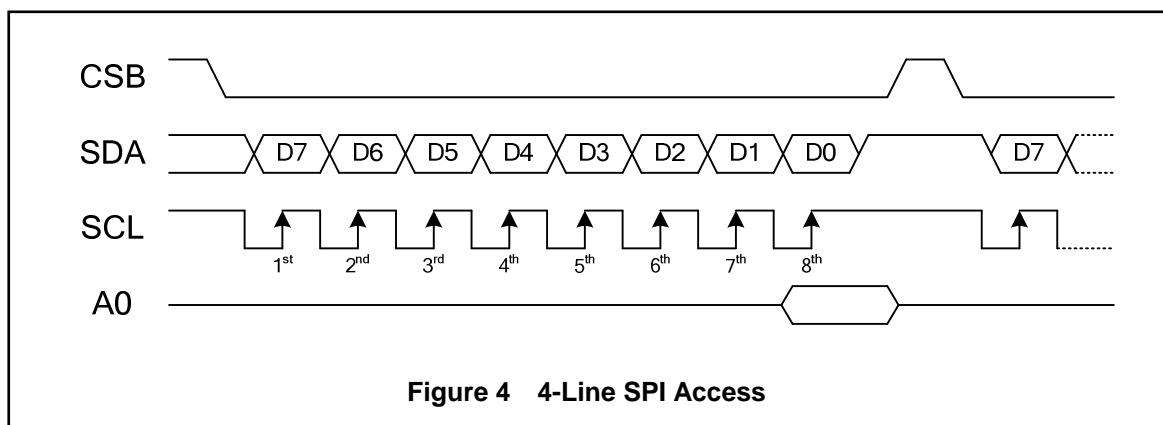 CSB
SDA D7 D6 D5 D4 D3 D2 D1 D0 D7
SCL
1st 2nd 3rd 4th 5th 6th 7th 8th
A0
Figure 4 4-Line SPI Access